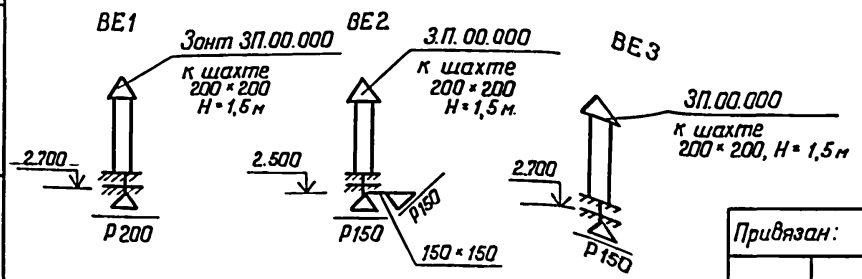 ВЕ1
Зонт ЗП.00.000
к шахте
200 × 200
H = 1,5 м
2.700
Р200
ВЕ2
З.П. 00.000
к шахте
200 × 200
H = 1,5 м.
2.500
Р150
Р150
150 × 150
ВЕ3
ЗП.00.000
к шахте
200 × 200, H = 1,5 м
2.700
Р150
Привязан: